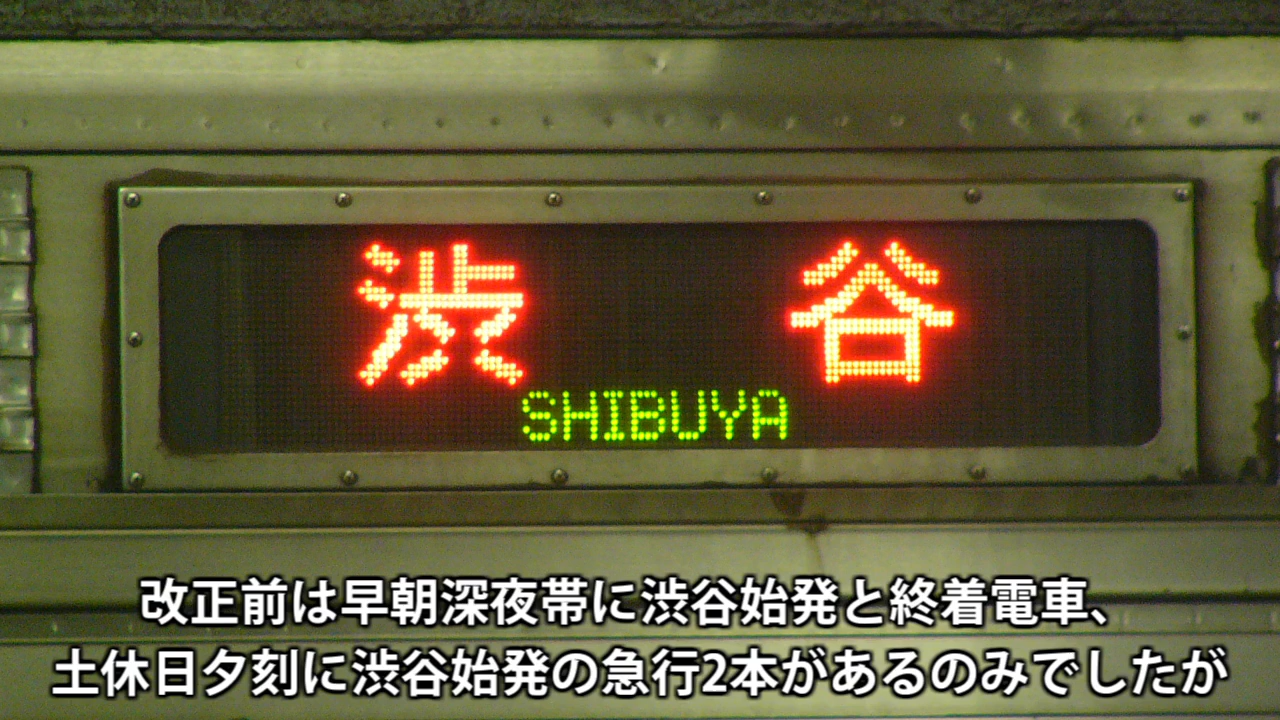 渋谷
SHIBUYA
改正前は早朝深夜帯に渋谷始発と終着電車、
土休日夕刻に渋谷始発の急行2本があるのみでしたが